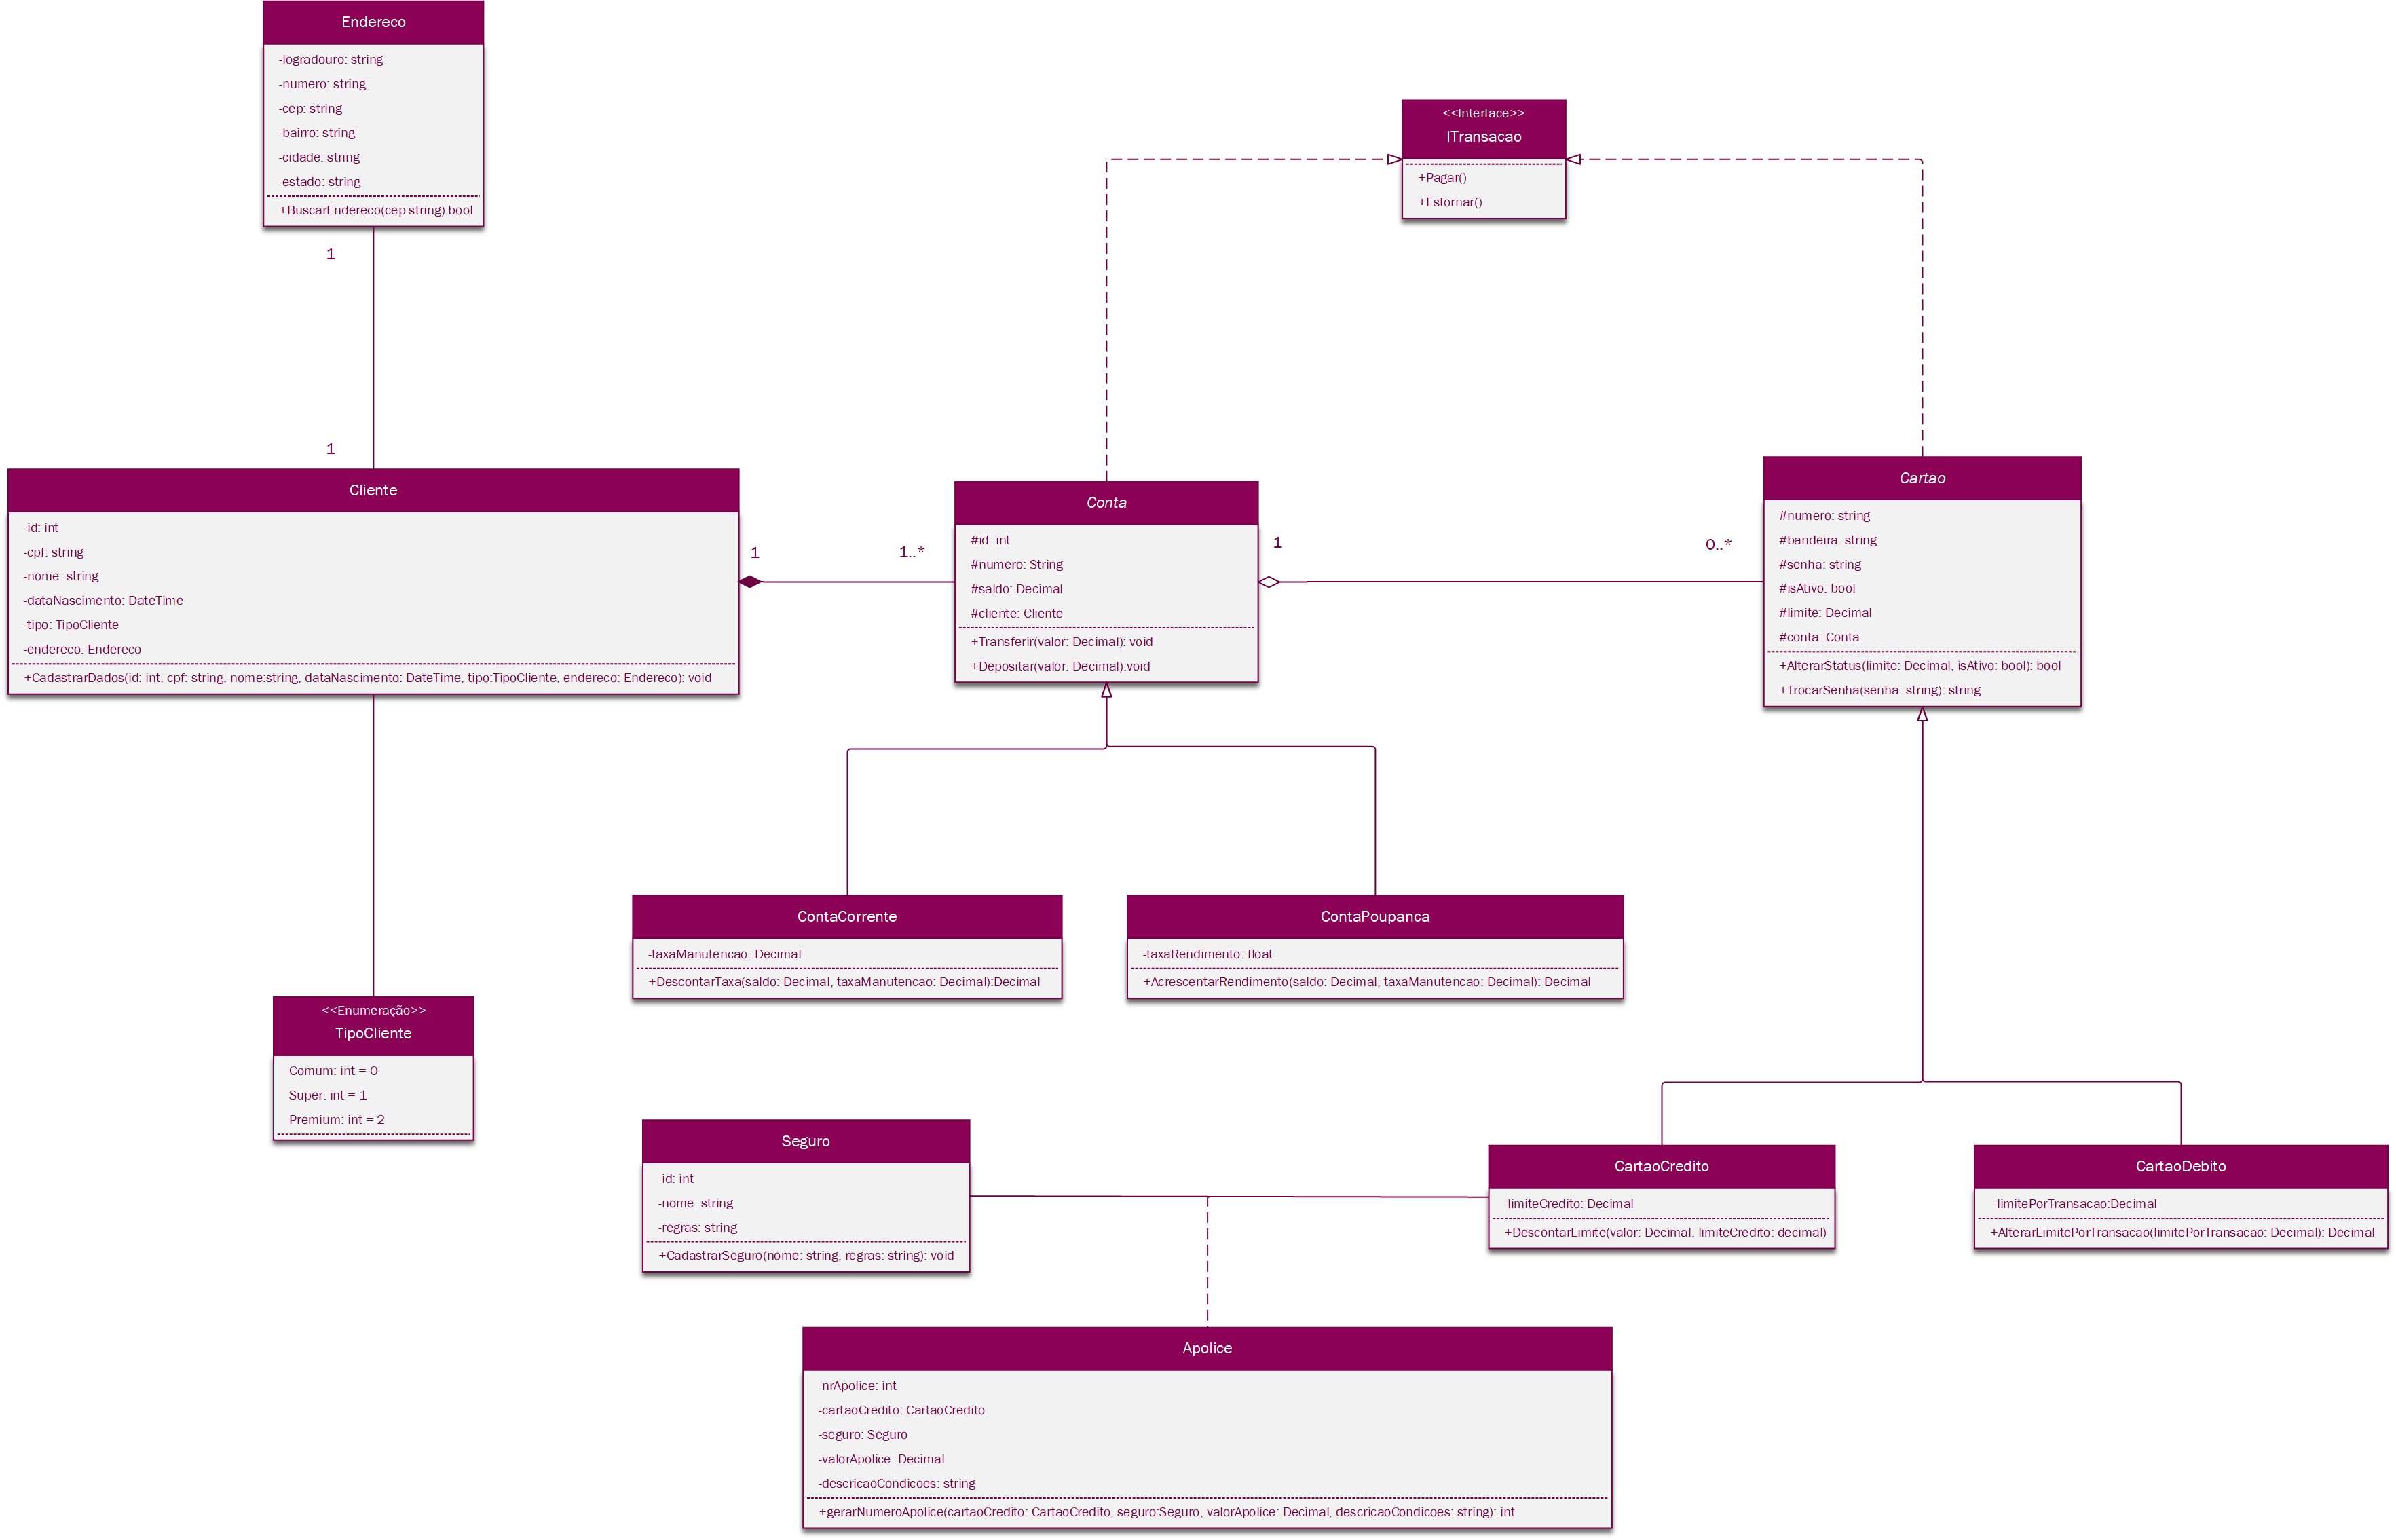 Endereco
-logradouro: string
-numero: string
-cep: string
-bairro: string
-cidade: string
-estado: string
+BuscarEndereco(cep:string):bool
1
1
<<Interface>>
ITransacao
+Pagar()
+Estornar()
Cliente
-id: int
-cpf: string
-nome: string
-dataNascimento: DateTime
-tipo: TipoCliente
-endereco: Endereco
+CadastrarDados(id: int, cpf: string, nome:string, dataNascimento: DateTime, tipo:TipoCliente, endereco: Endereco): void
1
1..*
Conta
#id: int
#numero: String
#saldo: Decimal
#cliente: Cliente
+Transferir(valor: Decimal): void
+Depositar(valor: Decimal):void
1
0..*
Cartao
#numero: string
#bandeira: string
#senha: string
#isAtivo: bool
#limite: Decimal
#conta: Conta
+AlterarStatus(limite: Decimal, isAtivo: bool): bool
+TrocarSenha(senha: string): string
ContaCorrente
-taxaManutencao: Decimal
+DescontarTaxa(saldo: Decimal, taxaManutencao: Decimal):Decimal
ContaPoupanca
-taxaRendimento: float
+AcrescentarRendimento(saldo: Decimal, taxaManutencao: Decimal): Decimal
<<Enumeração>>
TipoCliente
Comum: int = 0
Super: int = 1
Premium: int = 2
Seguro
-id: int
-nome: string
-regras: string
+CadastrarSeguro(nome: string, regras: string): void
CartaoCredito
-limiteCredito: Decimal
+DescontarLimite(valor: Decimal, limiteCredito: decimal)
CartaoDebito
-limitePorTransacao:Decimal
+AlterarLimitePorTransacao(limitePorTransacao: Decimal): Decimal
Apolice
-nrApolice: int
-cartaoCredito: CartaoCredito
-seguro: Seguro
-valorApolice: Decimal
-descricaoCondicoes: string
+gerarNumeroApolice(cartaoCredito: CartaoCredito, seguro:Seguro, valorApolice: Decimal, descricaoCondicoes: string): int